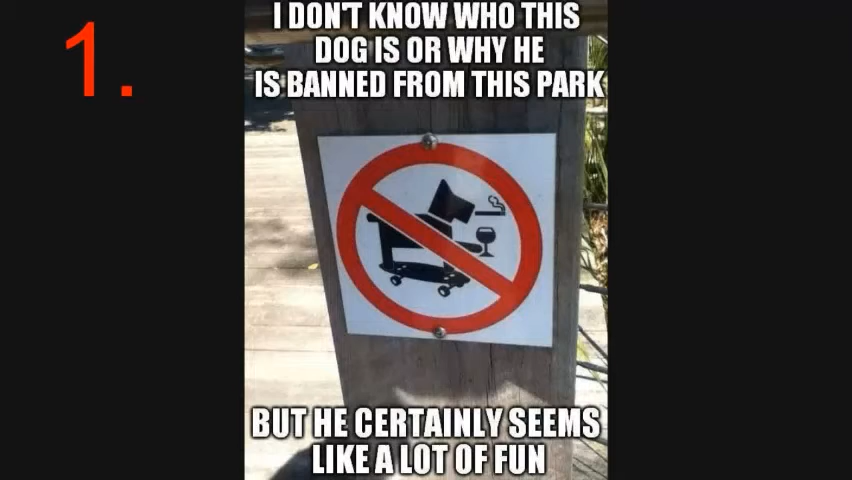 1.
I DON'T KNOW WHO THIS
DOG IS OR WHY HE
IS BANNED FROM THIS PARK
BUT HE CERTAINLY SEEMS
LIKE A LOT OF FUN